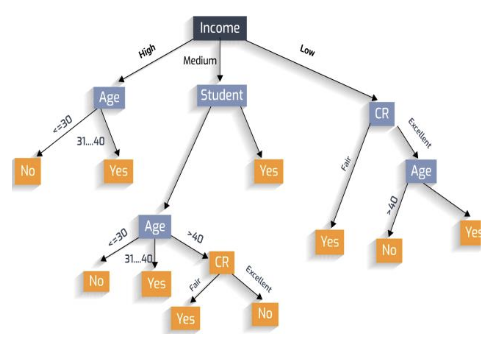 Income
High
Medium
Low
Age
Student
CR
<=30
31....40
Fair
Excellent
No
Yes
Yes
Age
>40
Yes
No
Yes
Age
<=30
31....40
>40
No
Yes
CR
Fair
Excellent
Yes
No